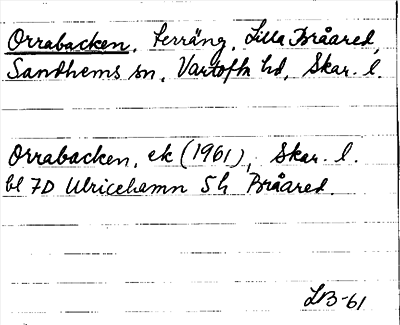 Orrabacken, terräng, Lilla Bråared,
Sandhems sn, Vartofta hd, Skar. l.
Orrabacken, ek (1961), Skar. l.
bl 7D Ulricehamn 5h Bråared.
LB-61